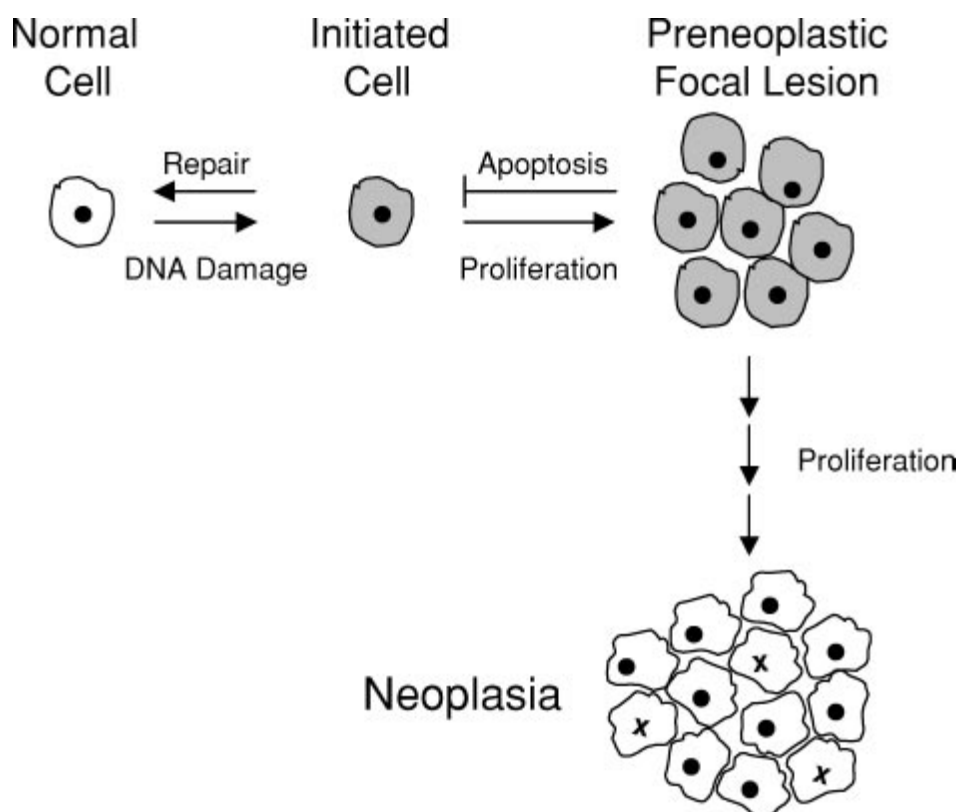 Normal
Cell
Initiated
Cell
Preneoplastic
Focal Lesion
Repair
DNA Damage
Apoptosis
Proliferation
Proliferation
Neoplasia
x
x
x